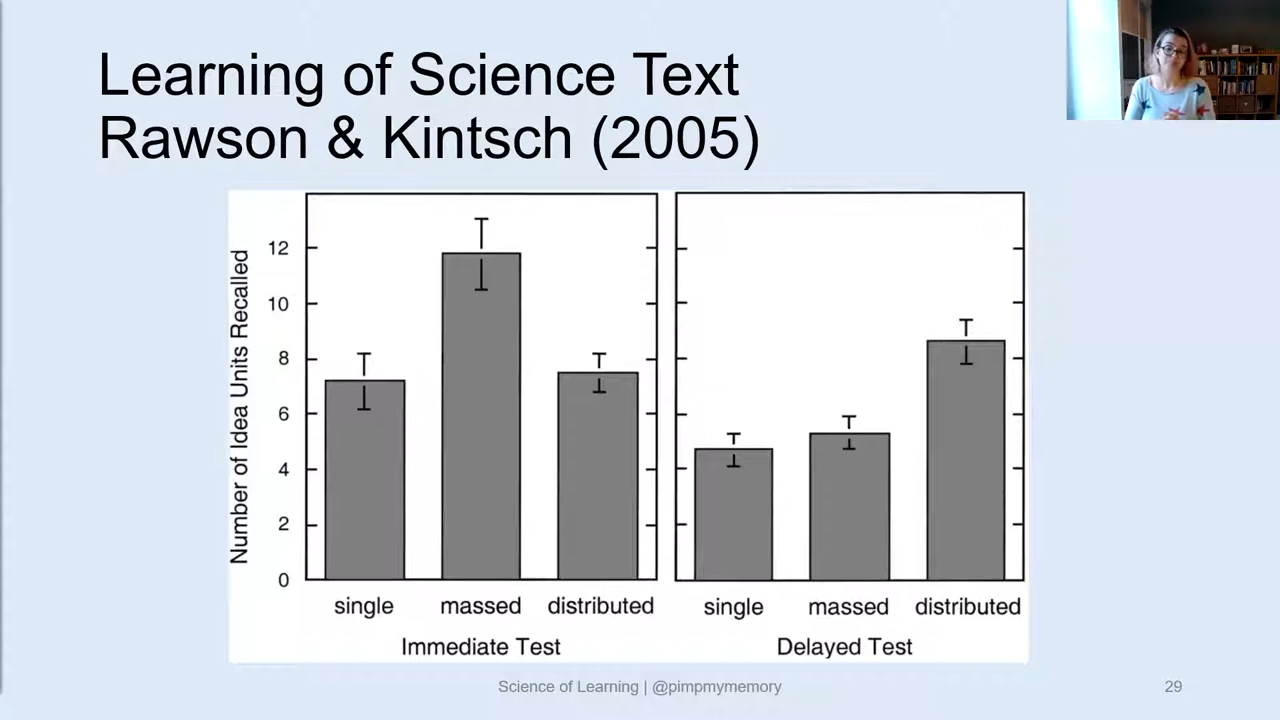 Learning of Science Text
Rawson & Kintsch (2005)
Number of Idea Units Recalled
12
10
8
6
4
2
0
single massed distributed
Immediate Test
single massed distributed
Delayed Test
Science of Learning | @pimpmymemory
29